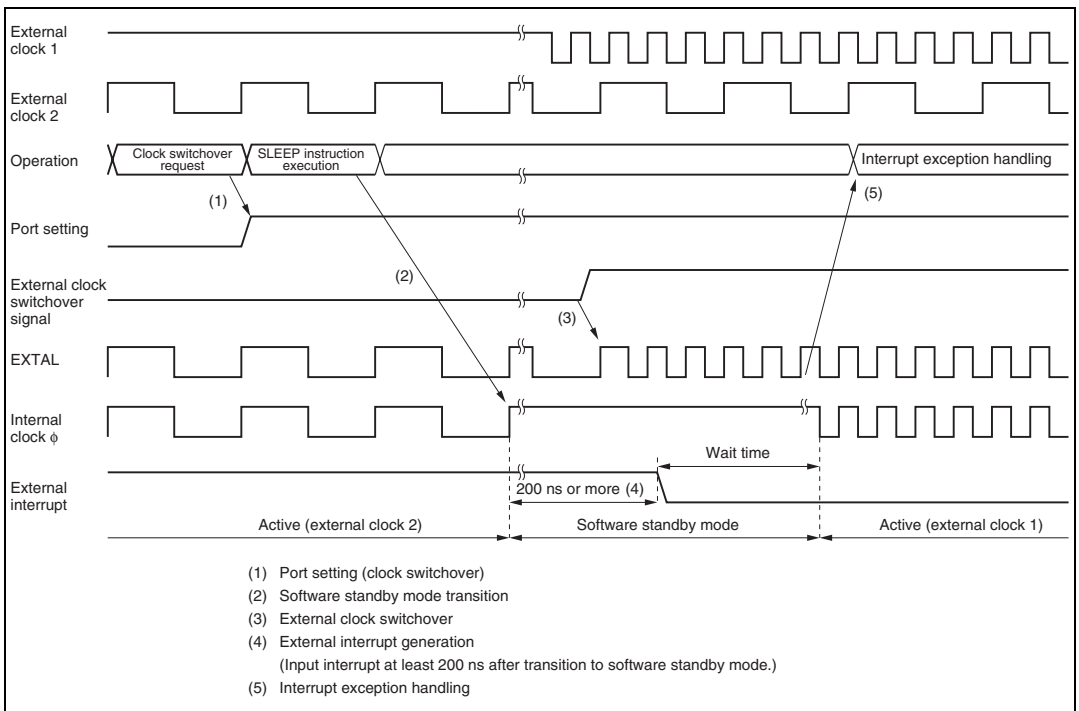 External
clock 1
External
clock 2
Operation
Clock switchover
request
SLEEP instruction
execution
Interrupt exception handling
(1)
(5)
Port setting
(2)
External clock
switchover
signal
(3)
EXTAL
Internal
clock φ
Wait time
External
interrupt
200 ns or more (4)
Active (external clock 2)
Software standby mode
Active (external clock 1)
(1) Port setting (clock switchover)
(2) Software standby mode transition
(3) External clock switchover
(4) External interrupt generation
(Input interrupt at least 200 ns after transition to software standby mode.)
(5) Interrupt exception handling